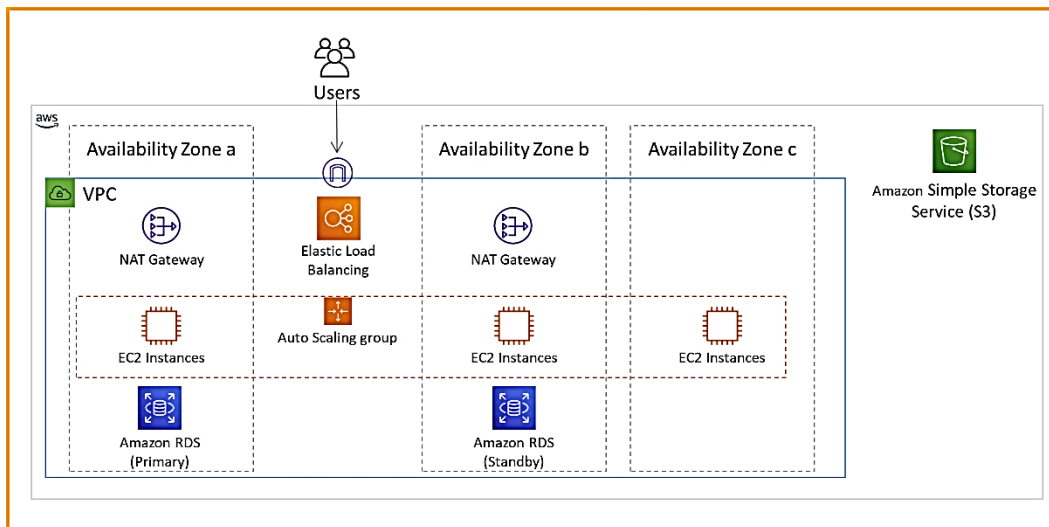 Users
aws
Availability Zone a
Availability Zone b
Availability Zone c
VPC
Amazon Simple Storage
Service (S3)
NAT Gateway
Elastic Load
Balancing
NAT Gateway
Auto Scaling group
EC2 Instances
EC2 Instances
EC2 Instances
Amazon RDS
(Primary)
Amazon RDS
(Standby)